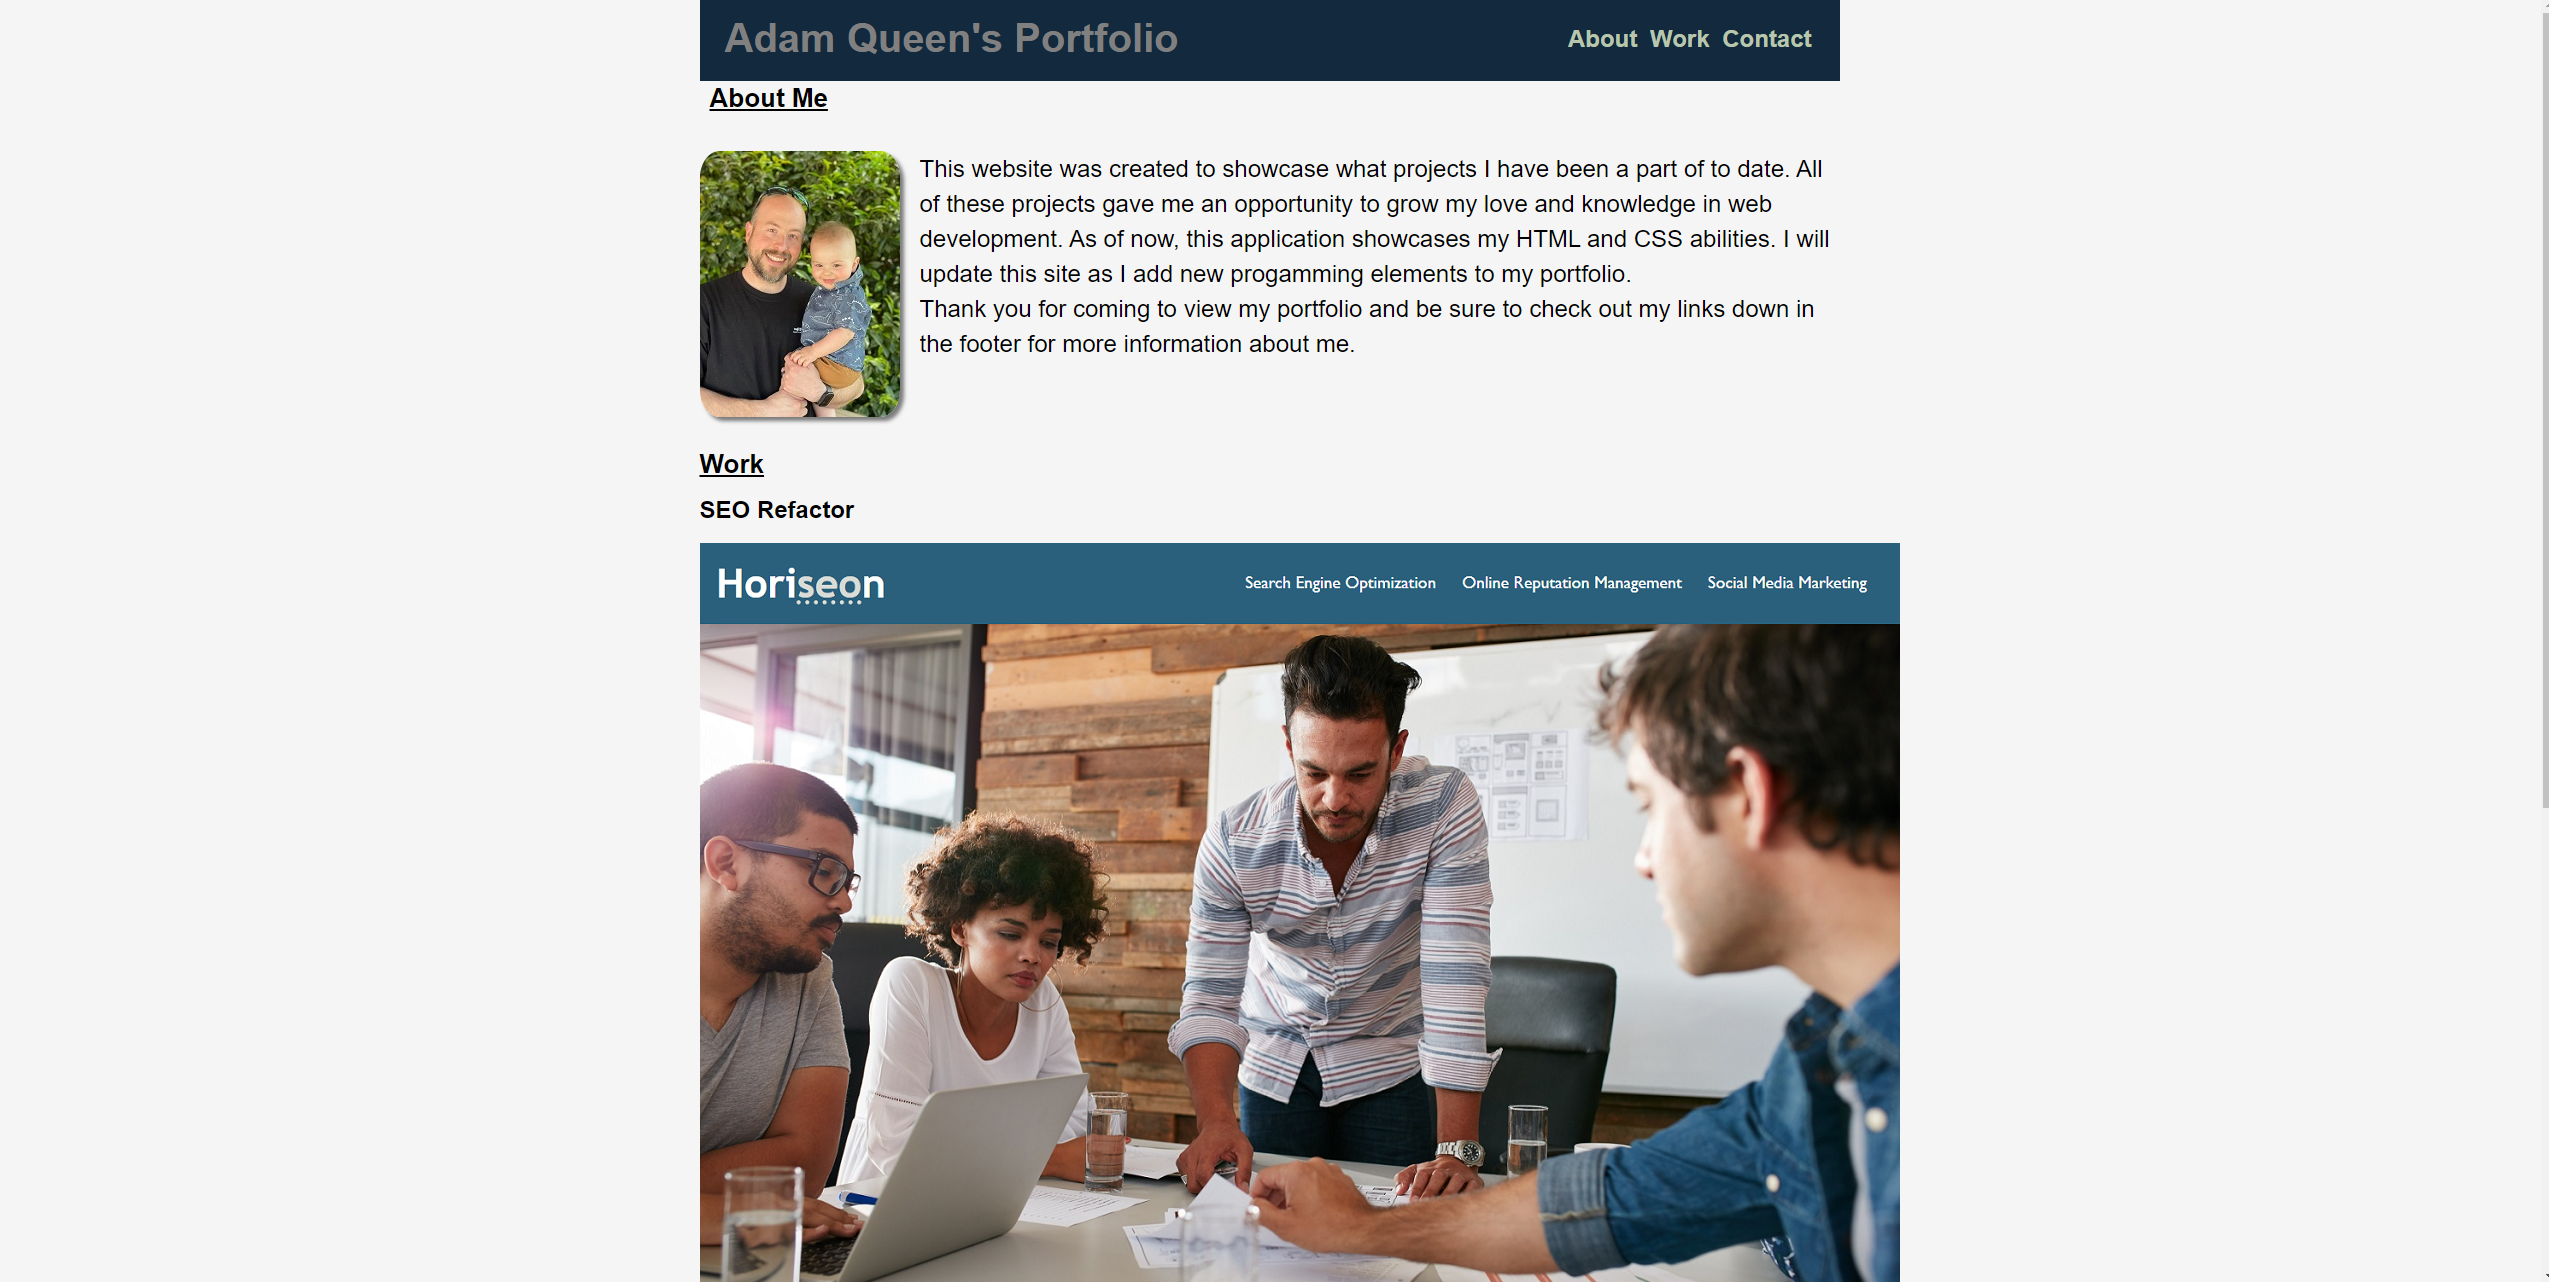 Adam Queen's Portfolio
About Work Contact
About Me
This website was created to showcase what projects I have been a part of to date. All
of these projects gave me an opportunity to grow my love and knowledge in web
development. As of now, this application showcases my HTML and CSS abilities. I will
update this site as I add new progamming elements to my portfolio.
Thank you for coming to view my portfolio and be sure to check out my links down in
the footer for more information about me.
Work
SEO Refactor
Horiseon
Search Engine Optimization Online Reputation Management Social Media Marketing